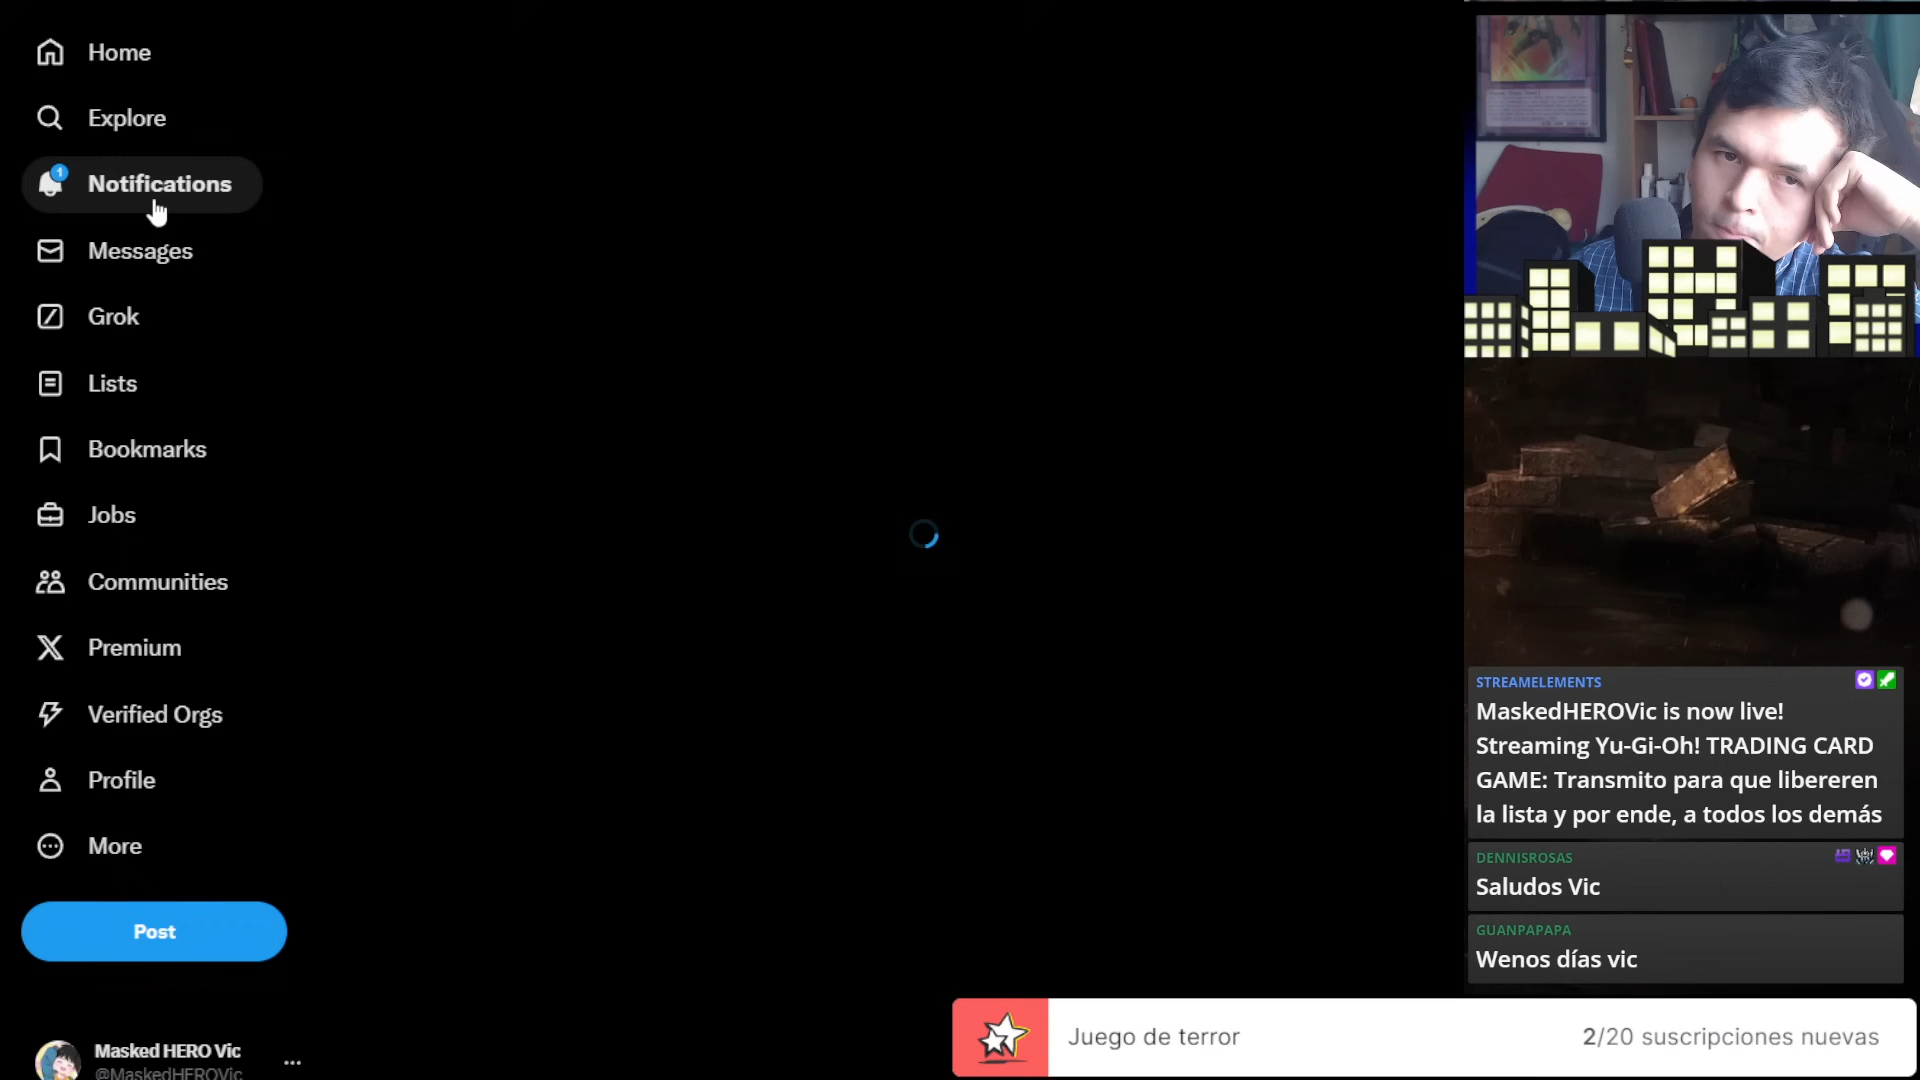 Home
Explore
1
Notifications
Messages
Grok
Lists
Bookmarks
Jobs
Communities
Premium
Verified Orgs
Profile
More
Post
Masked HERO Vic
@MaskedHEROVic
STREAMELEMENTS
MaskedHEROVic is now live!
Streaming Yu-Gi-Oh! TRADING CARD
GAME: Transmito para que libereren
la lista y por ende, a todos los demás
DENNISROSAS
Saludos Vic
GUANPAPAPA
Wenos días vic
Juego de terror
2/20 suscripciones nuevas